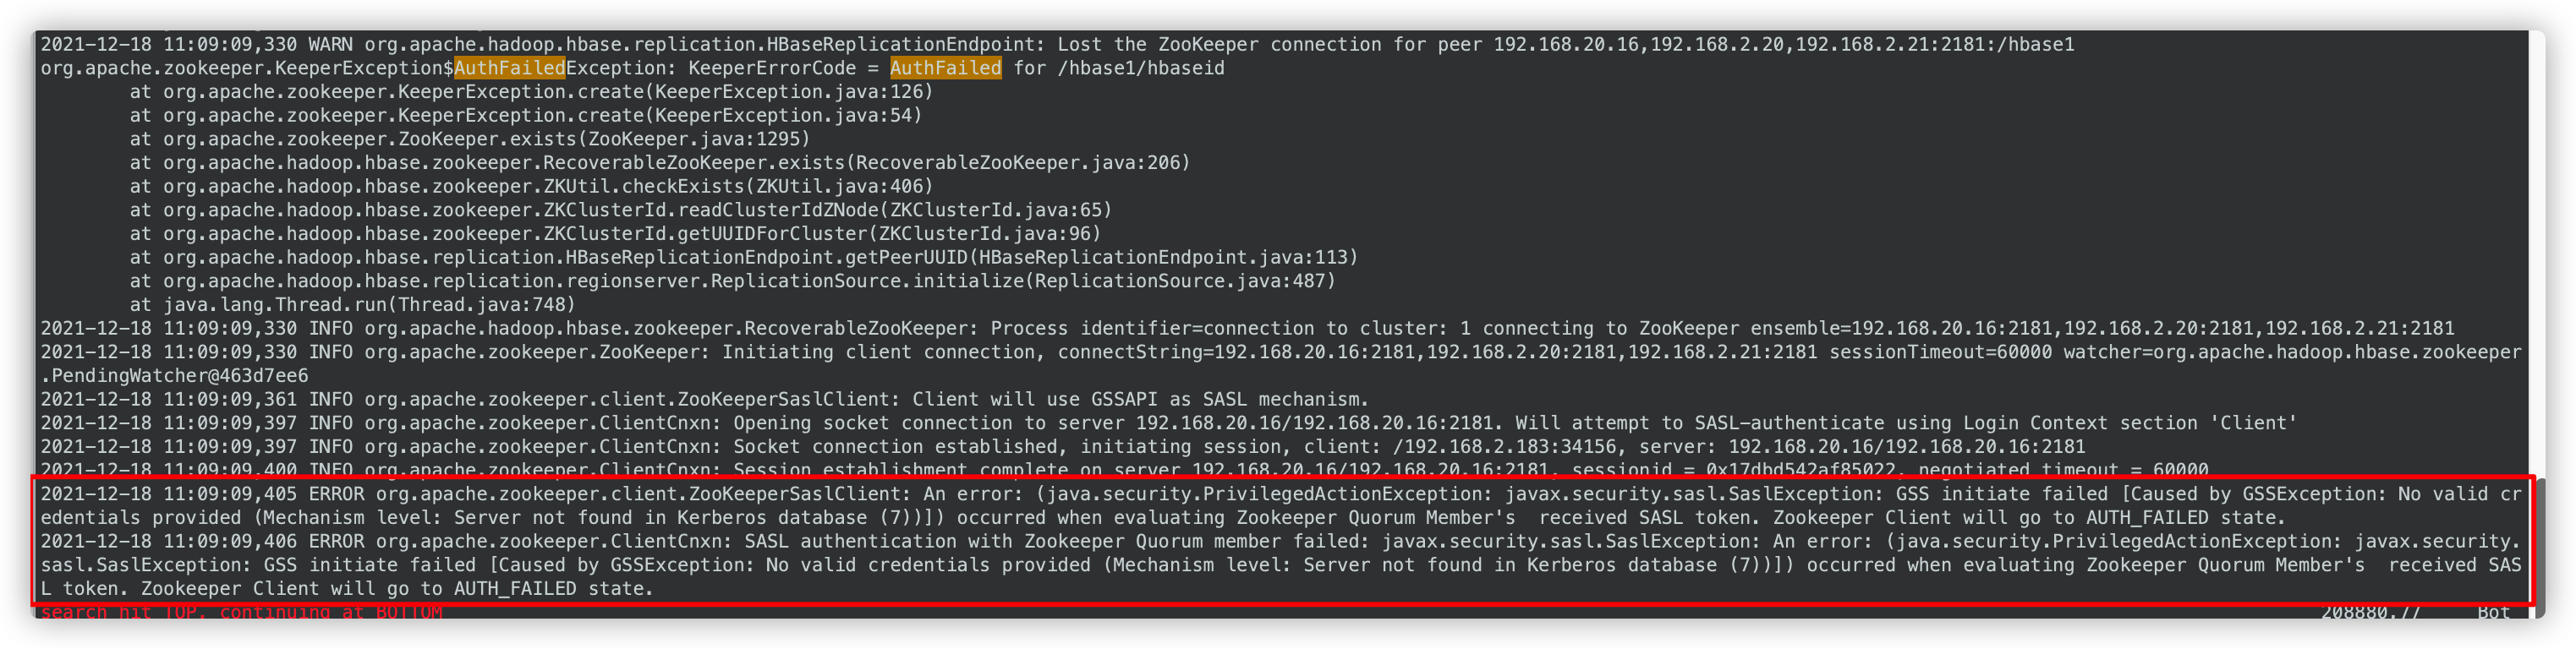 2021-12-18 11:09:09,330 WARN org.apache.hadoop.hbase.replication.HBaseReplicationEndpoint: Lost the ZooKeeper connection for peer 192.168.20.16,192.168.2.20,192.168.2.21:2181:/hbase1
org.apache.zookeeper.KeeperException$AuthFailedException: KeeperErrorCode = AuthFailed for /hbase1/hbaseid
at org.apache.zookeeper.KeeperException.create(KeeperException.java:126)
at org.apache.zookeeper.KeeperException.create(KeeperException.java:54)
at org.apache.zookeeper.ZooKeeper.exists(ZooKeeper.java:1295)
at org.apache.hadoop.hbase.zookeeper.RecoverableZooKeeper.exists(RecoverableZooKeeper.java:206)
at org.apache.hadoop.hbase.zookeeper.ZKUtil.checkExists(ZKUtil.java:406)
at org.apache.hadoop.hbase.zookeeper.ZKClusterId.readClusterIdZNode(ZKClusterId.java:65)
at org.apache.hadoop.hbase.zookeeper.ZKClusterId.getUUIDForCluster(ZKClusterId.java:96)
at org.apache.hadoop.hbase.replication.HBaseReplicationEndpoint.getPeerUUID(HBaseReplicationEndpoint.java:113)
at org.apache.hadoop.hbase.replication.regionserver.ReplicationSource.initialize(ReplicationSource.java:487)
at java.lang.Thread.run(Thread.java:748)
2021-12-18 11:09:09,330 INFO org.apache.hadoop.hbase.zookeeper.RecoverableZooKeeper: Process identifier=connection to cluster: 1 connecting to ZooKeeper ensemble=192.168.20.16:2181,192.168.2.20:2181,192.168.2.21:2181
2021-12-18 11:09:09,330 INFO org.apache.zookeeper.ZooKeeper: Initiating client connection, connectString=192.168.20.16:2181,192.168.2.20:2181,192.168.2.21:2181 sessionTimeout=60000 watcher=org.apache.hadoop.hbase.zookeeper
.PendingWatcher@463d7ee6
2021-12-18 11:09:09,361 INFO org.apache.zookeeper.client.ZooKeeperSaslClient: Client will use GSSAPI as SASL mechanism.
2021-12-18 11:09:09,397 INFO org.apache.zookeeper.ClientCnxn: Opening socket connection to server 192.168.20.16/192.168.20.16:2181. Will attempt to SASL-authenticate using Login Context section 'Client'
2021-12-18 11:09:09,397 INFO org.apache.zookeeper.ClientCnxn: Socket connection established, initiating session, client: /192.168.2.183:34156, server: 192.168.20.16/192.168.20.16:2181
2021-12-18 11:09:09,400 INFO org.apache.zookeeper.ClientCnxn: Session establishment complete on server 192.168.20.16/192.168.20.16:2181, sessionid = 0x17dbd542af85022, negotiated timeout = 60000
2021-12-18 11:09:09,405 ERROR org.apache.zookeeper.client.ZooKeeperSaslClient: An error: (java.security.PrivilegedActionException: javax.security.sasl.SaslException: GSS initiate failed [Caused by GSSException: No valid cr
edentials provided (Mechanism level: Server not found in Kerberos database (7))]) occurred when evaluating Zookeeper Quorum Member's  received SASL token. Zookeeper Client will go to AUTH_FAILED state.
2021-12-18 11:09:09,406 ERROR org.apache.zookeeper.ClientCnxn: SASL authentication with Zookeeper Quorum member failed: javax.security.sasl.SaslException: An error: (java.security.PrivilegedActionException: javax.security.
sasl.SaslException: GSS initiate failed [Caused by GSSException: No valid credentials provided (Mechanism level: Server not found in Kerberos database (7))]) occurred when evaluating Zookeeper Quorum Member's  received SAS
L token. Zookeeper Client will go to AUTH_FAILED state.
search hit TOP, continuing at BOTTOM 208880,77 Bot